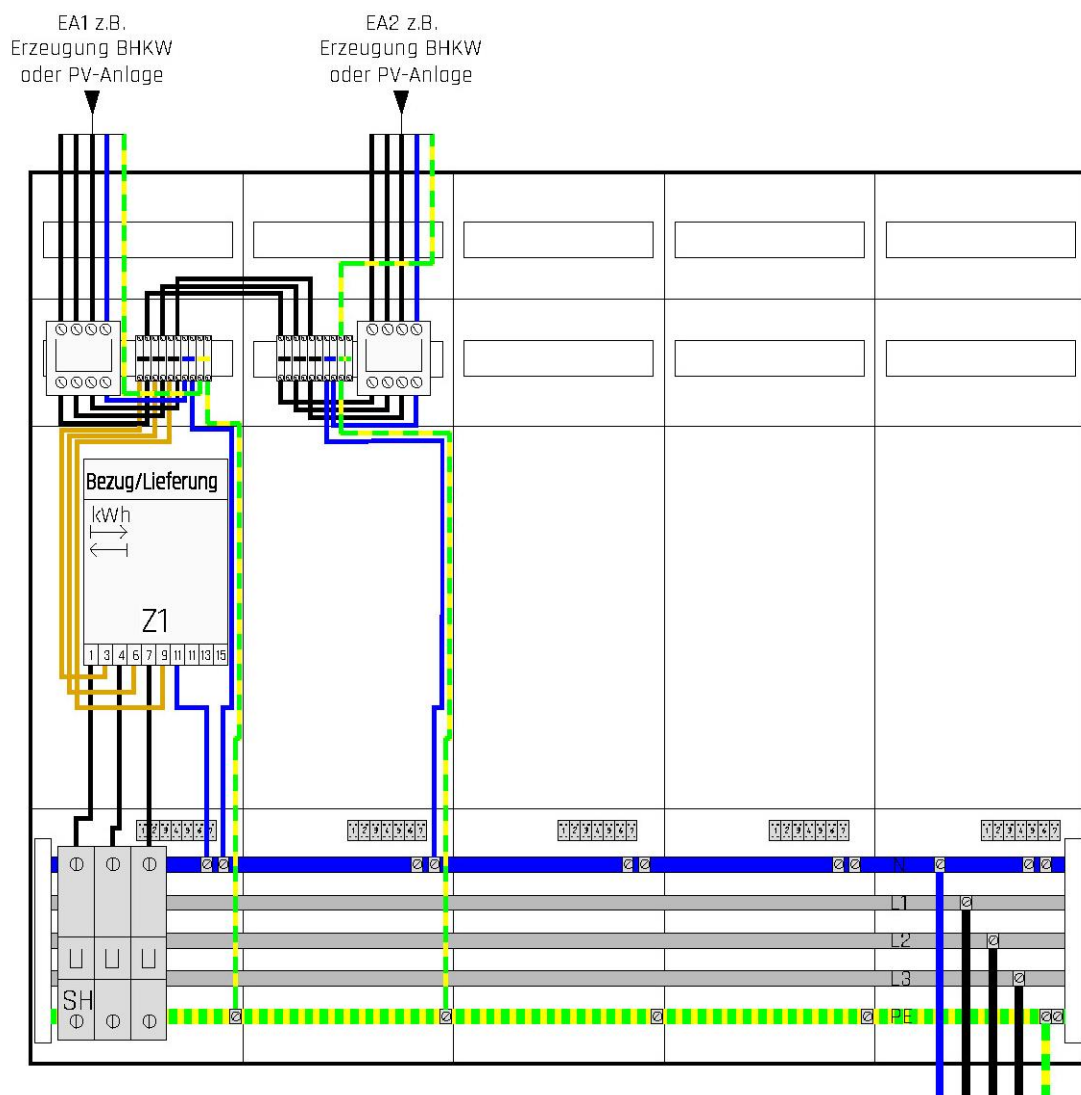 EA1 z.B.
Erzeugung BHKW
oder PV-Anlage
EA2 z.B.
Erzeugung BHKW
oder PV-Anlage
Bezug/Lieferung
kWh
Z1
1 3 4 6 7 9 11 11 13 15
1 2 3 4 5 6 7
1 2 3 4 5 6 7
1 2 3 4 5 6 7
1 2 3 4 5 6 7
1 2 3 4 5 6 7
N
L1
L2
L3
SH
PE